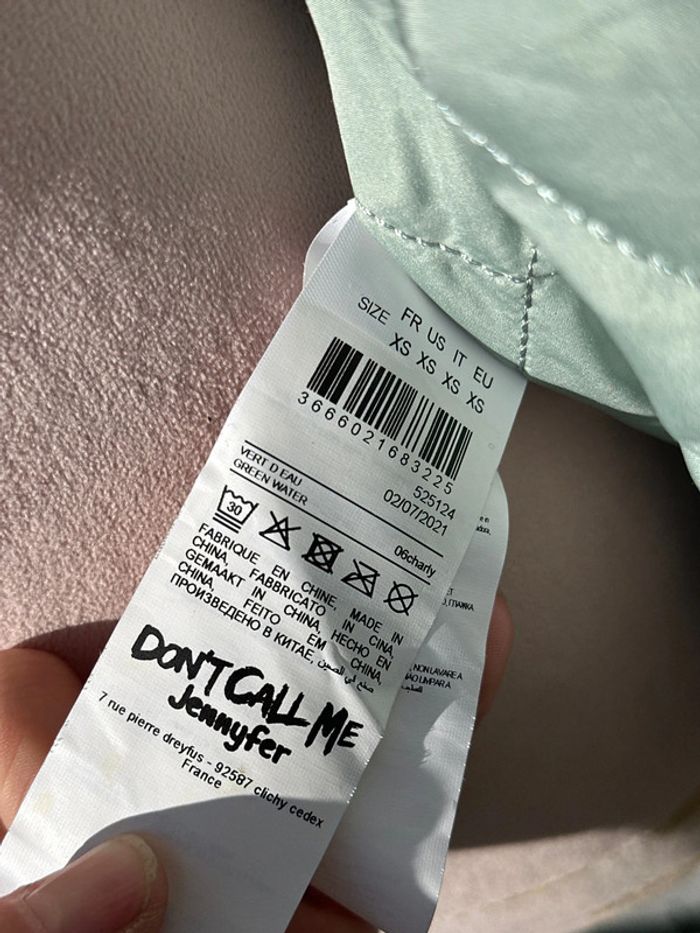 SIZE FR US IT EU
XS XS XS XS
3666021683225
525124
02/07/2021
VERT D EAU
GREEN WATER
06charly
30
FABRIQUE EN CHINE, MADE IN
CHINA, FABBRICATO IN CINA,
GEMAAKT IN CHINA, HECHO EN
CHINA, FEITO EM CHINA,
ПРОИЗВЕДЕНО В КИТАЕ, صنع في الصين
DON'T CALL ME
Jennyfer
7 rue pierre dreyfus - 92587 clichy cedex
France
NON LAVARE A